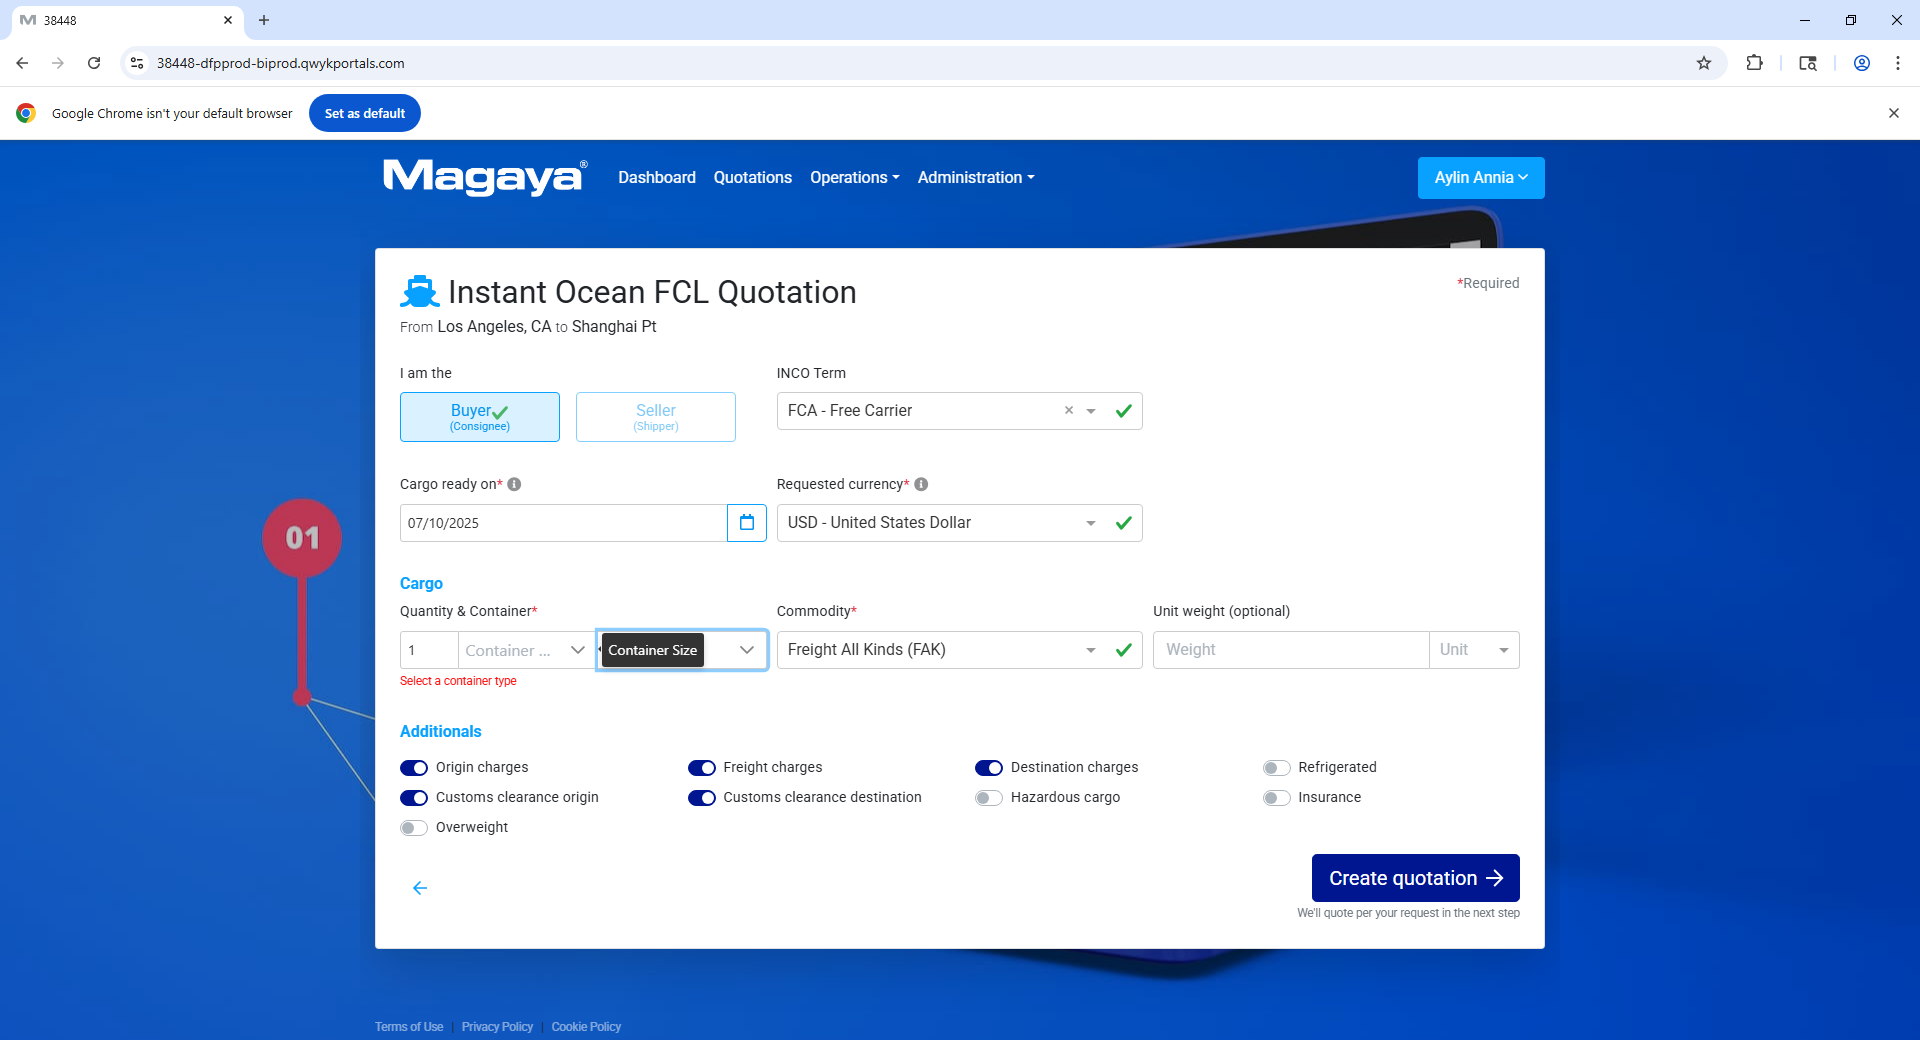 38448
38448-dfpprod-biprod.qwykportals.com
Google Chrome isn't your default browser
Set as default
Magaya®
Dashboard
Quotations
Operations
Administration
Aylin Annia
Instant Ocean FCL Quotation
*Required
From Los Angeles, CA to Shanghai Pt
I am the
INCO Term
Buyer
(Consignee)
Seller
(Shipper)
FCA - Free Carrier
Cargo ready on*
Requested currency*
07/10/2025
USD - United States Dollar
01
Cargo
Quantity & Container*
Commodity*
Unit weight (optional)
1
Container ...
Container Size
Freight All Kinds (FAK)
Weight
Unit
Select a container type
Additionals
Origin charges
Freight charges
Destination charges
Refrigerated
Customs clearance origin
Customs clearance destination
Hazardous cargo
Insurance
Overweight
Create quotation
We'll quote per your request in the next step
Terms of Use | Privacy Policy | Cookie Policy